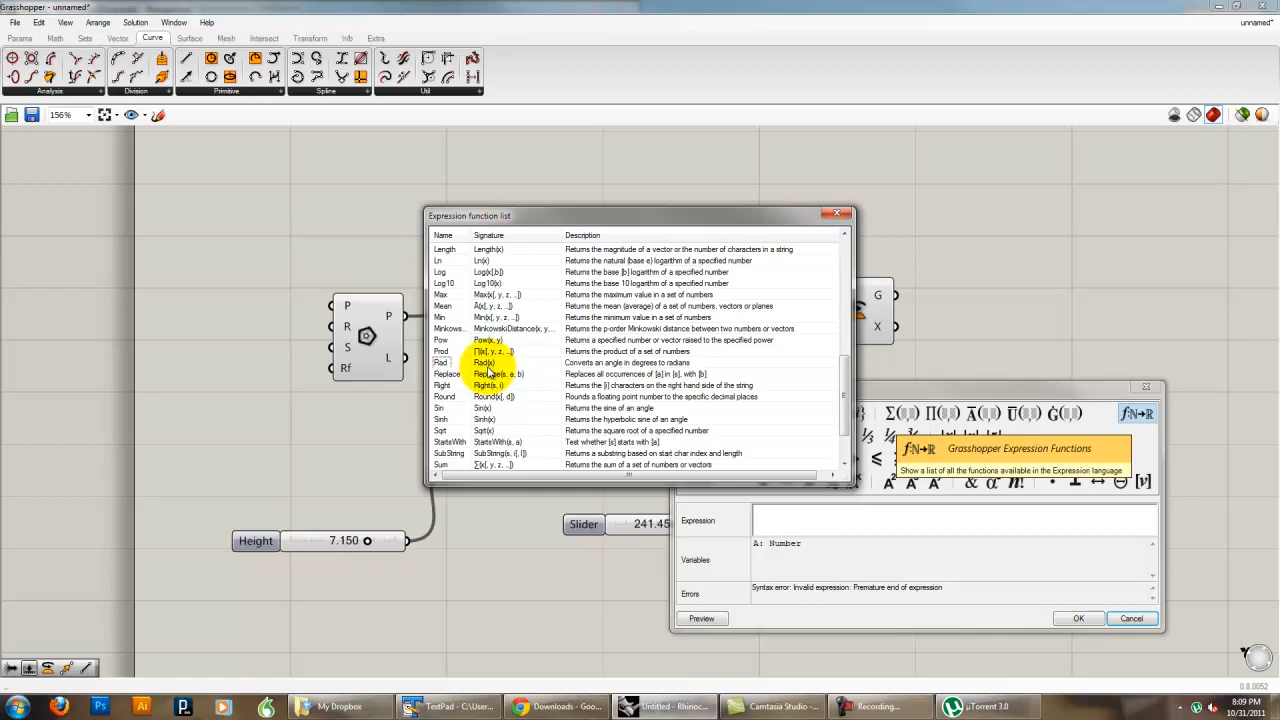 Grasshopper - unnamed*
File Edit View Arrange Solution Window Help
unnamed*
Params Math Sets Vector Curve Surface Mesh Intersect Transform Wb Extra
Analysis Division Primitive Spline Util
156%
Expression function list
Name Signature Description
Length Length(x) Returns the magnitude of a vector or the number of characters in a string
Ln Ln(x) Returns the natural (base e) logarithm of a specified number
Log Log(x[,b]) Returns the base [b] logarithm of a specified number
Log10 Log10(x) Returns the base 10 logarithm of a specified number
Max Max(x[, y, z, ...]) Returns the maximum value in a set of numbers
Mean Ā(x[, y, z, ...]) Returns the mean (average) of a set of numbers, vectors or planes
Min Min(x[, y, z, ...]) Returns the minimum value in a set of numbers
Minkows... MinkowskiDistance(x, y,... Returns the p-order Minkowski distance between two numbers or vectors
Pow Pow(x, y) Returns a specified number or vector raised to the specified power
Prod ∏(x[, y, z, ...]) Returns the product of a set of numbers
Rad Rad(x) Converts an angle in degrees to radians
Replace Replace(s, a, b) Replaces all occurrences of [a] in [s], with [b]
Right Right(s, i) Returns the [i] characters on the right hand side of the string
Round Round(x[, d]) Rounds a floating point number to the specific decimal places
Sin Sin(x) Returns the sine of an angle
Sinh Sinh(x) Returns the hyperbolic sine of an angle
Sqrt Sqrt(x) Returns the square root of a specified number
StartsWith StartsWith(s, a) Test whether [s] starts with [a]
SubString SubString(s, i[, l]) Returns a substring based on start char index and length
Sum ∑(x[, y, z, ...]) Returns the sum of a set of numbers or vectors
P
R
S
Rf
P
L
G
X
f:N→R
f:N→R Grasshopper Expression Functions
Show a list of all the functions available in the Expression language
Height 7.150
Slider 241.45
Expression
Variables A: Number
Errors Syntax error: Invalid expression: Premature end of expression
Preview OK Cancel
0.8.0052
My Dropbox
TextPad - C:\Use...
Downloads - Goo...
Untitled - Rhinoc...
Camtasia Studio -...
Recording...
µTorrent 3.0
8:09 PM
10/31/2011